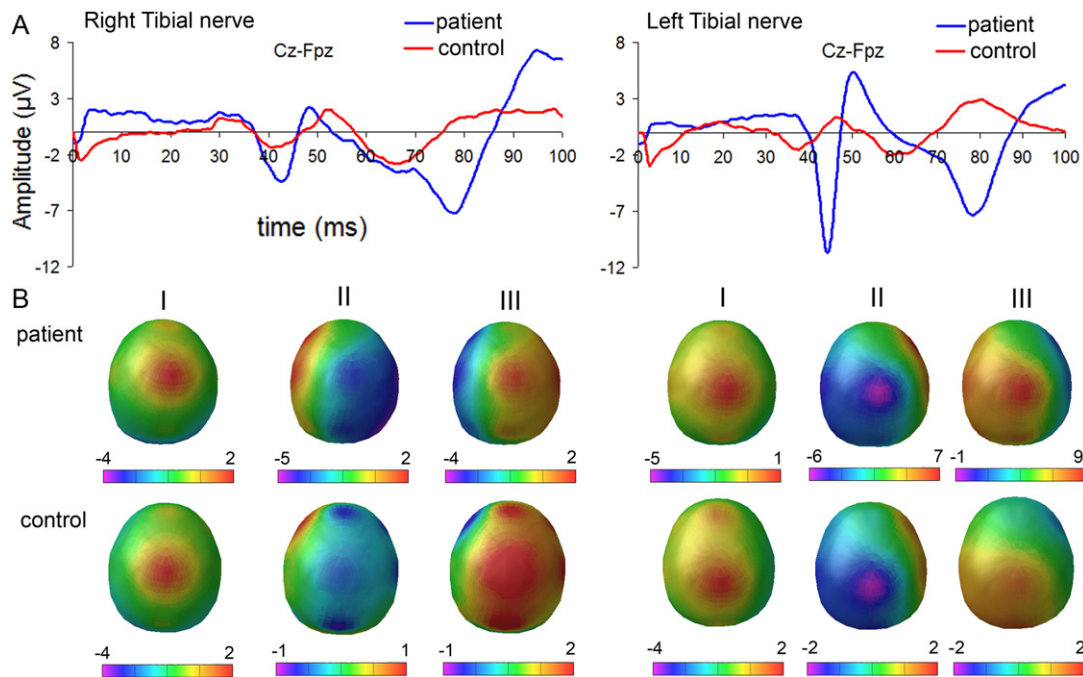 A
Right Tibial nerve
patient
control
Cz-Fpz
Amplitude (µV)
8
3
-2
-7
-12
0 10 20 30 40 50 60 70 80 90 100
time (ms)
Left Tibial nerve
patient
control
Cz-Fpz
8
3
-2
-7
-12
0 10 20 30 40 50 60 70 80 90 100
B
I II III I II III
patient
-4 2 -5 2 -4 2 -5 1 -6 7 -1 9
control
-4 2 -1 1 -1 2 -4 2 -2 2 -2 2